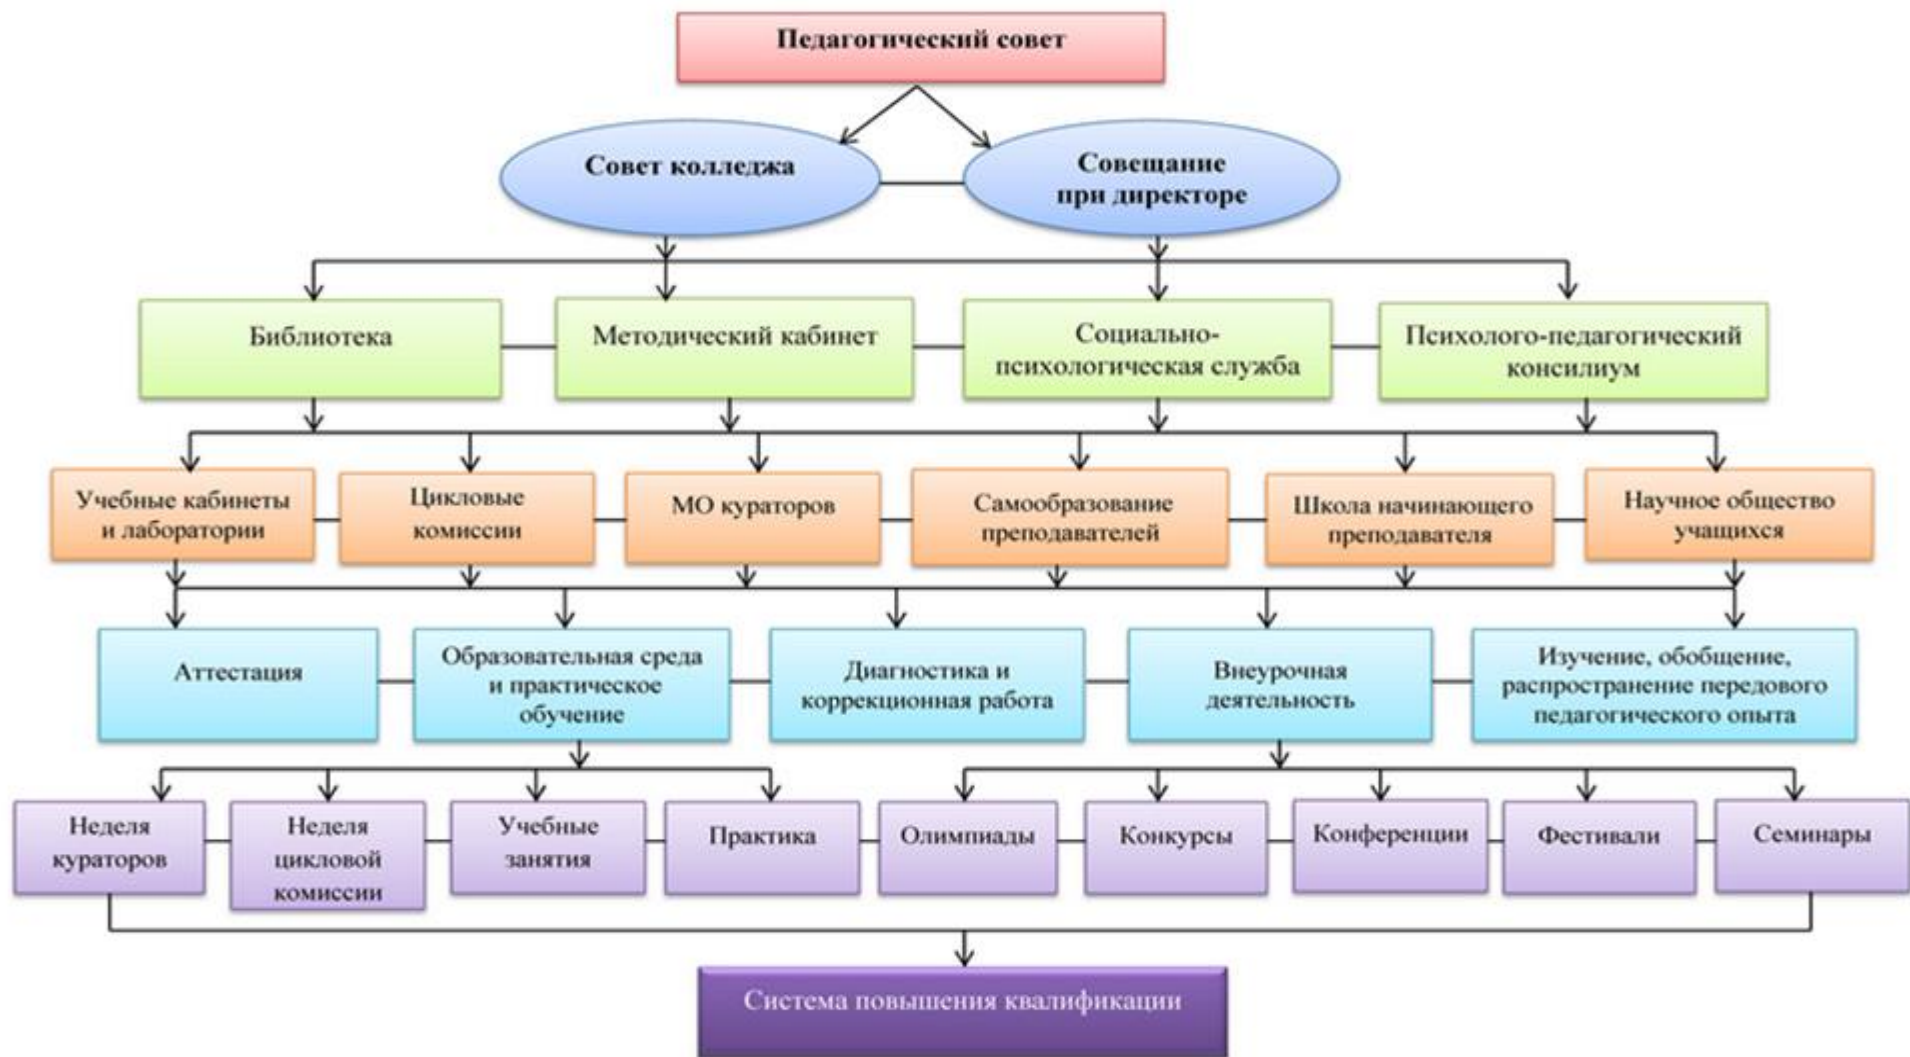 Педагогический совет
Совет колледжа
Совещание
при директоре
Библиотека
Методический кабинет
Социально-
психологическая служба
Психолого-педагогический
консилиум
Учебные кабинеты
и лаборатории
Цикловые
комиссии
МО кураторов
Самообразование
преподавателей
Школа начинающего
преподавателя
Научное общество
учащихся
Аттестация
Образовательная среда
и практическое
обучение
Диагностика и
коррекционная работа
Внеурочная
деятельность
Изучение, обобщение,
распространение передового
педагогического опыта
Неделя
кураторов
Неделя
цикловой
комиссии
Учебные
занятия
Практика
Олимпиады
Конкурсы
Конференции
Фестивали
Семинары
Система повышения квалификации